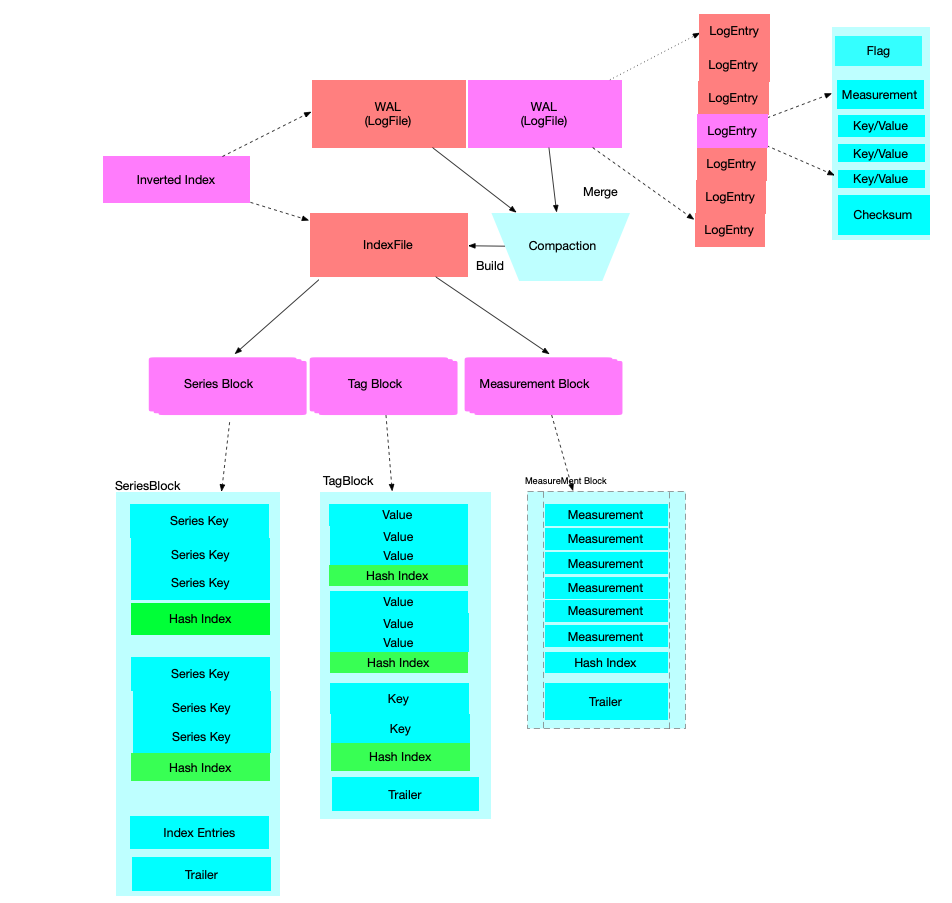 LogEntry
LogEntry
LogEntry
LogEntry
LogEntry
LogEntry
LogEntry
Flag
Measurement
Key/Value
Key/Value
Key/Value
Checksum
WAL
(LogFile)
WAL
(LogFile)
Inverted Index
Merge
IndexFile
Compaction
Build
Series Block
Tag Block
Measurement Block
SeriesBlock
Series Key
Series Key
Series Key
Hash Index
Series Key
Series Key
Series Key
Hash Index
Index Entries
Trailer
TagBlock
Value
Value
Value
Hash Index
Value
Value
Value
Hash Index
Key
Key
Hash Index
Trailer
MeasureMent Block
Measurement
Measurement
Measurement
Measurement
Measurement
Measurement
Hash Index
Trailer